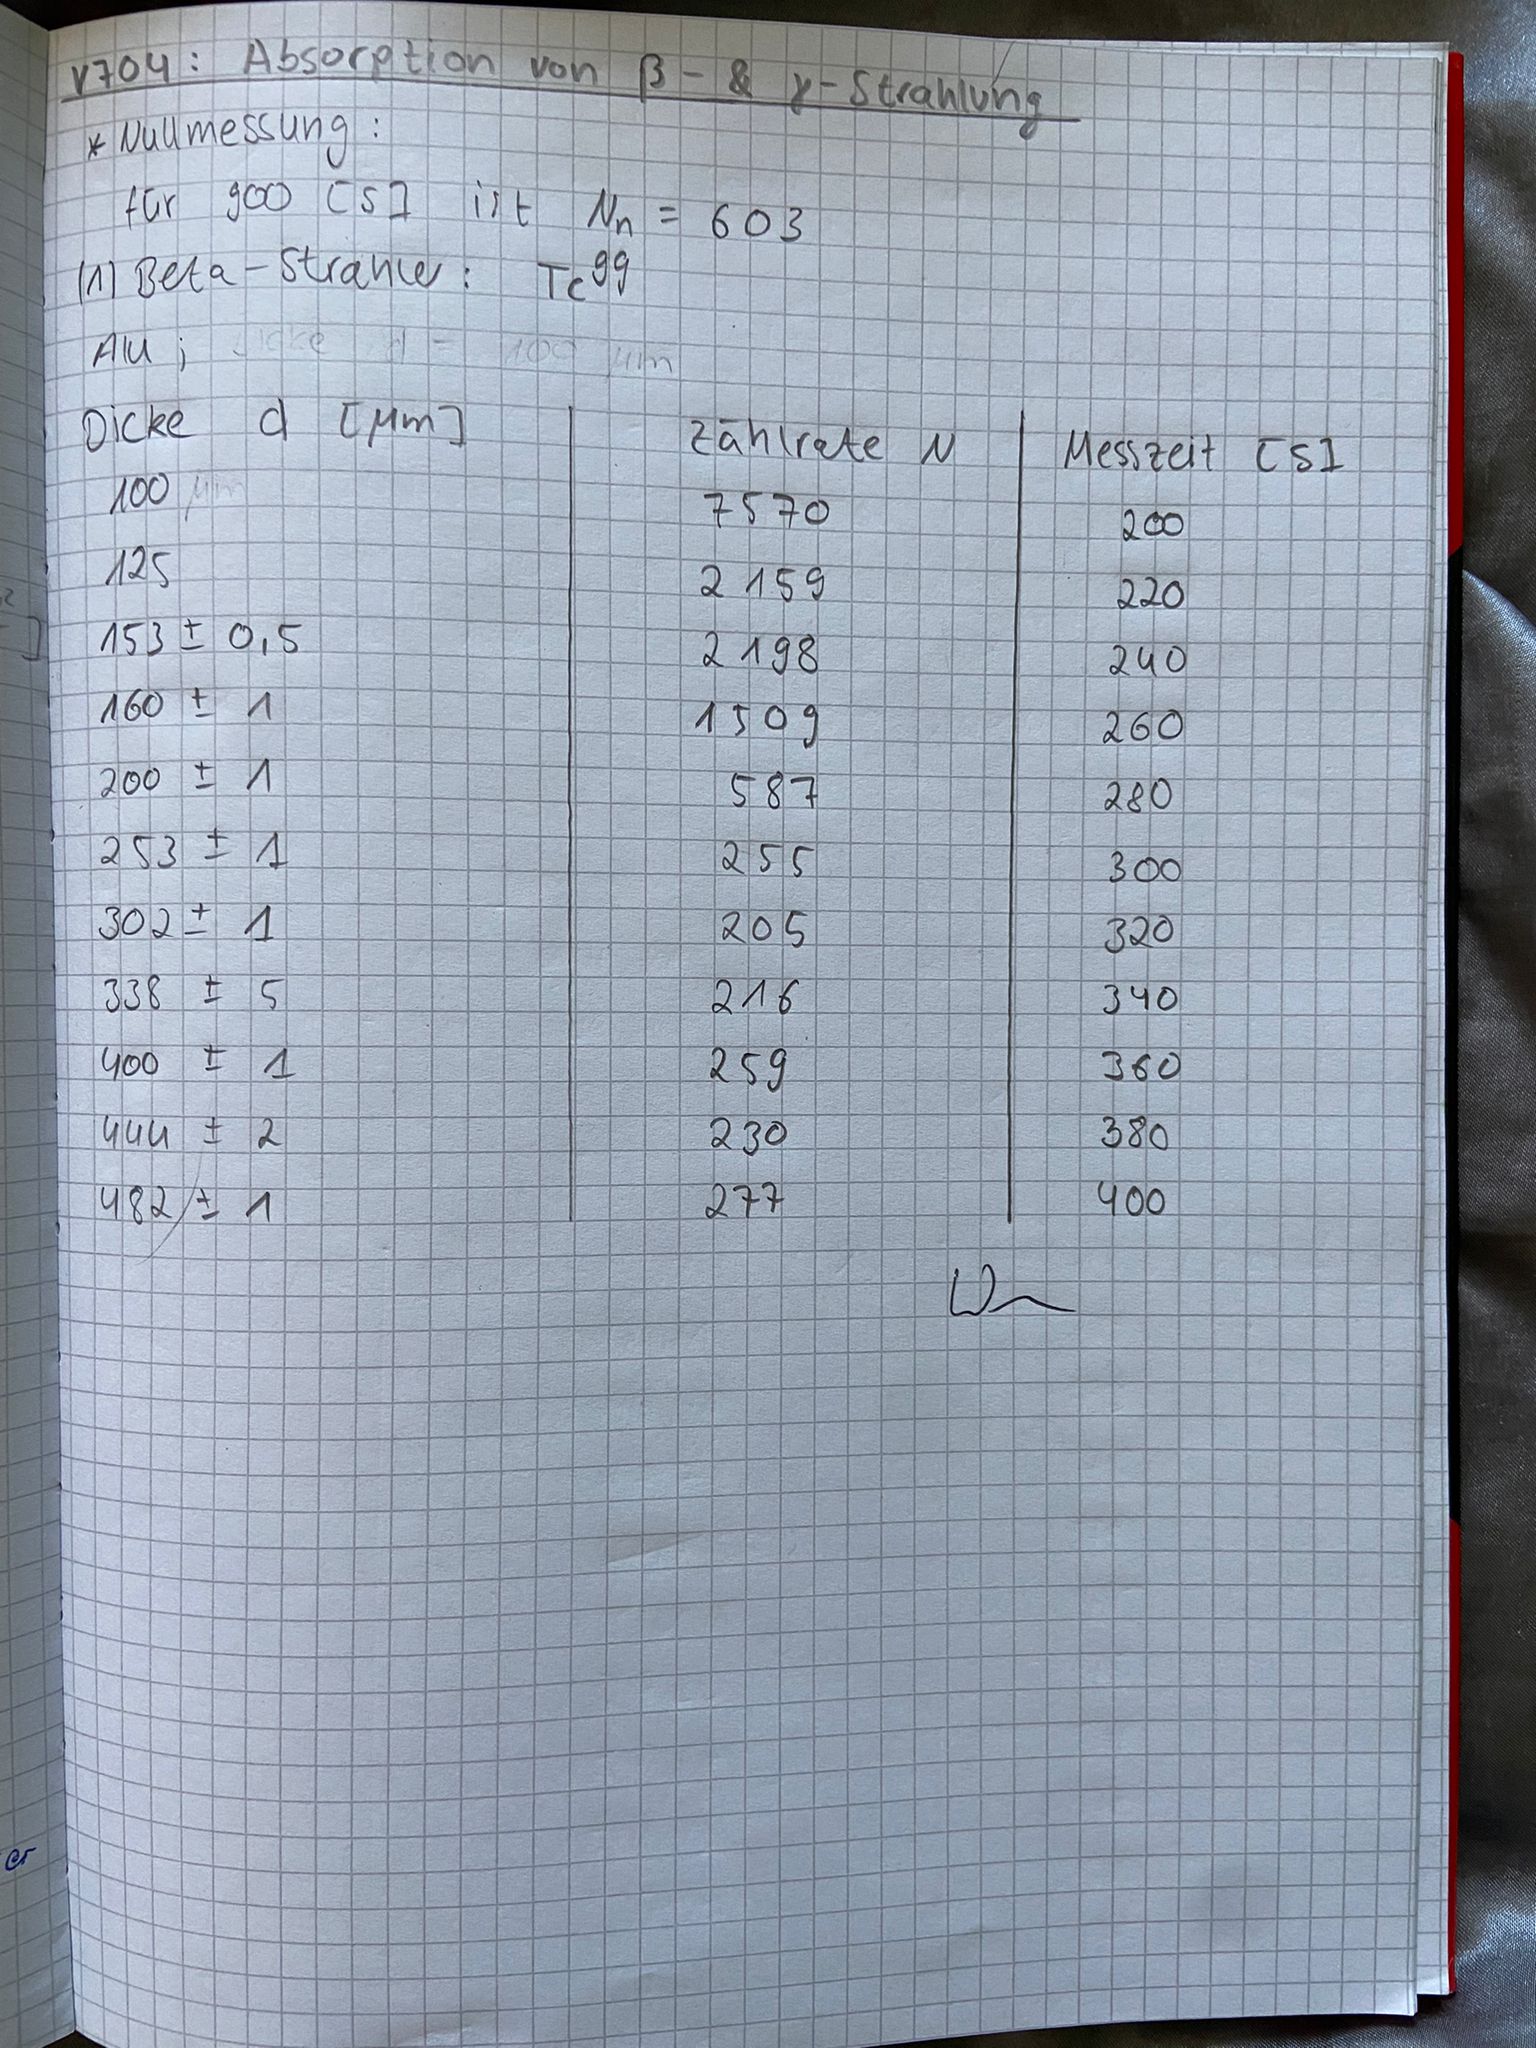 V704: Absorption von β- & γ-Strahlung
* Nullmessung:
für 900 [s] ist Nn = 603
(1) Beta-Strahler: Tc99
Alu; Dicke d = 100 µm
Dicke d [µm] Zählrate N Messzeit [s]
100 µm 7570 200
125 2159 220
153 ± 0,5 2198 240
160 ± 1 1509 260
200 ± 1 587 280
253 ± 1 255 300
302 ± 1 205 320
338 ± 5 216 340
400 ± 1 259 360
444 ± 2 230 380
482 ± 1 277 400